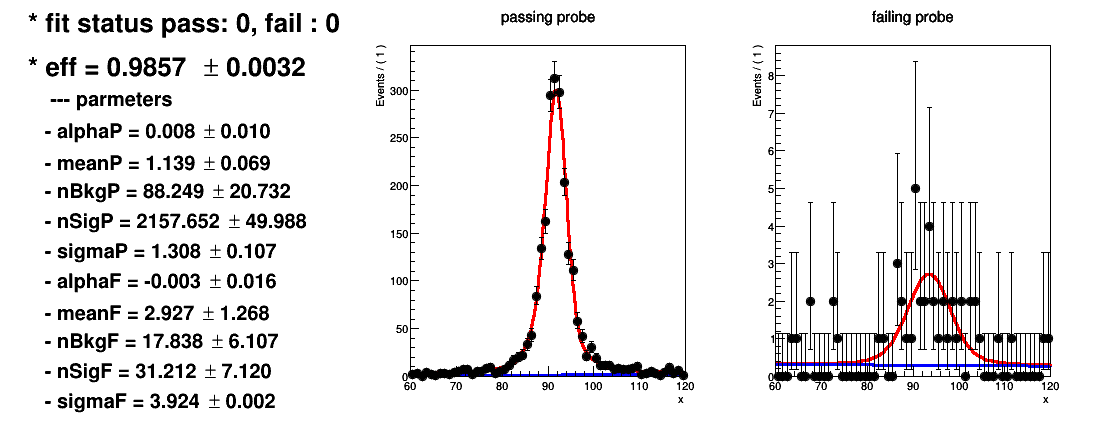 * fit status pass: 0, fail : 0
* eff = 0.9857 ± 0.0032
--- parmeters
- alphaP = 0.008 ± 0.010
- meanP = 1.139 ± 0.069
- nBkgP = 88.249 ± 20.732
- nSigP = 2157.652 ± 49.988
- sigmaP = 1.308 ± 0.107
- alphaF = -0.003 ± 0.016
- meanF = 2.927 ± 1.268
- nBkgF = 17.838 ± 6.107
- nSigF = 31.212 ± 7.120
- sigmaF = 3.924 ± 0.002
passing probe
Events / ( 1 )
300
250
200
150
100
50
0
60 70 80 90 100 110 120
x
failing probe
Events / ( 1 )
8
7
6
5
4
3
2
1
0
60 70 80 90 100 110 120
x